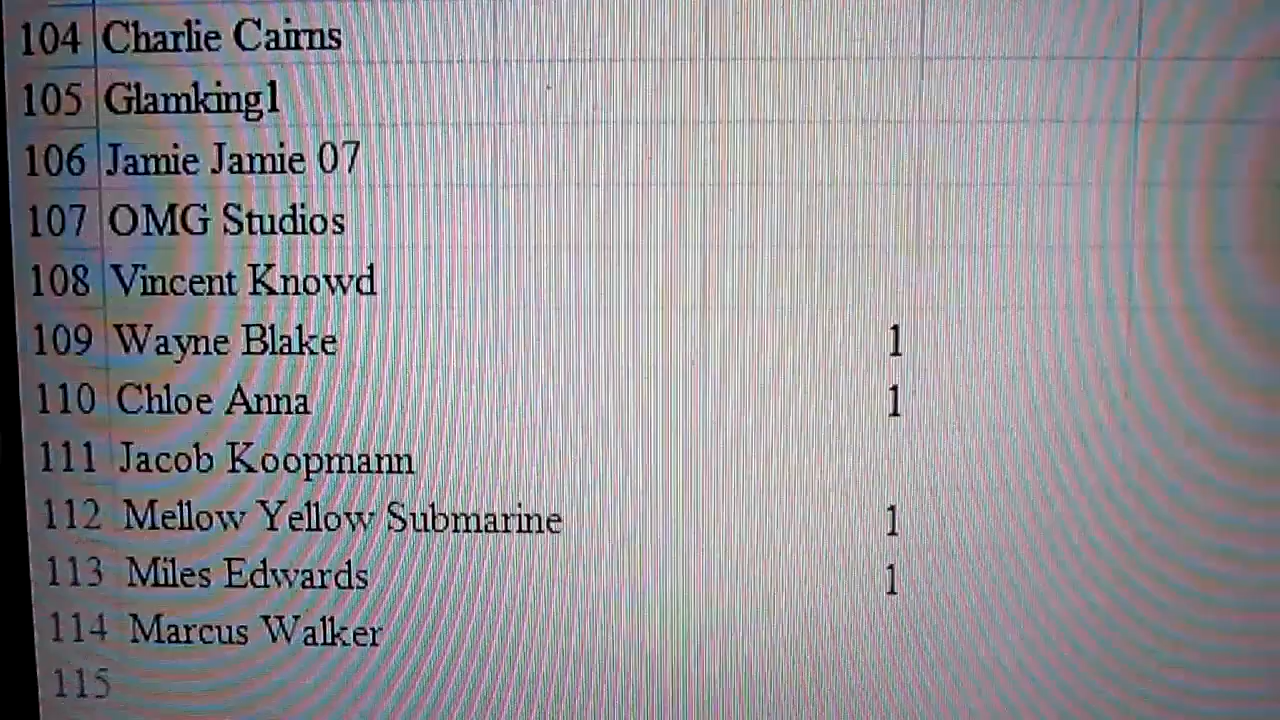 104 Charlie Cairns
105 Glamking1
106 Jamie Jamie 07
107 OMG Studios
108 Vincent Knowd
109 Wayne Blake 1
110 Chloe Anna 1
111 Jacob Koopmann
112 Mellow Yellow Submarine 1
113 Miles Edwards 1
114 Marcus Walker
115